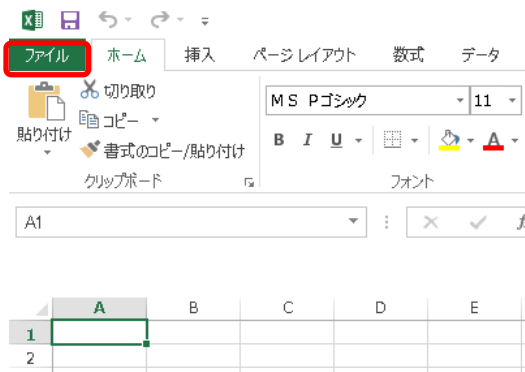 ファイル ホーム 挿入 ページ レイアウト 数式 データ
切り取り
ＭＳ Ｐゴシック 11
コピー
貼り付け
B I U A
書式のコピー/貼り付け
クリップボード フォント
A1
A B C D E
1
2